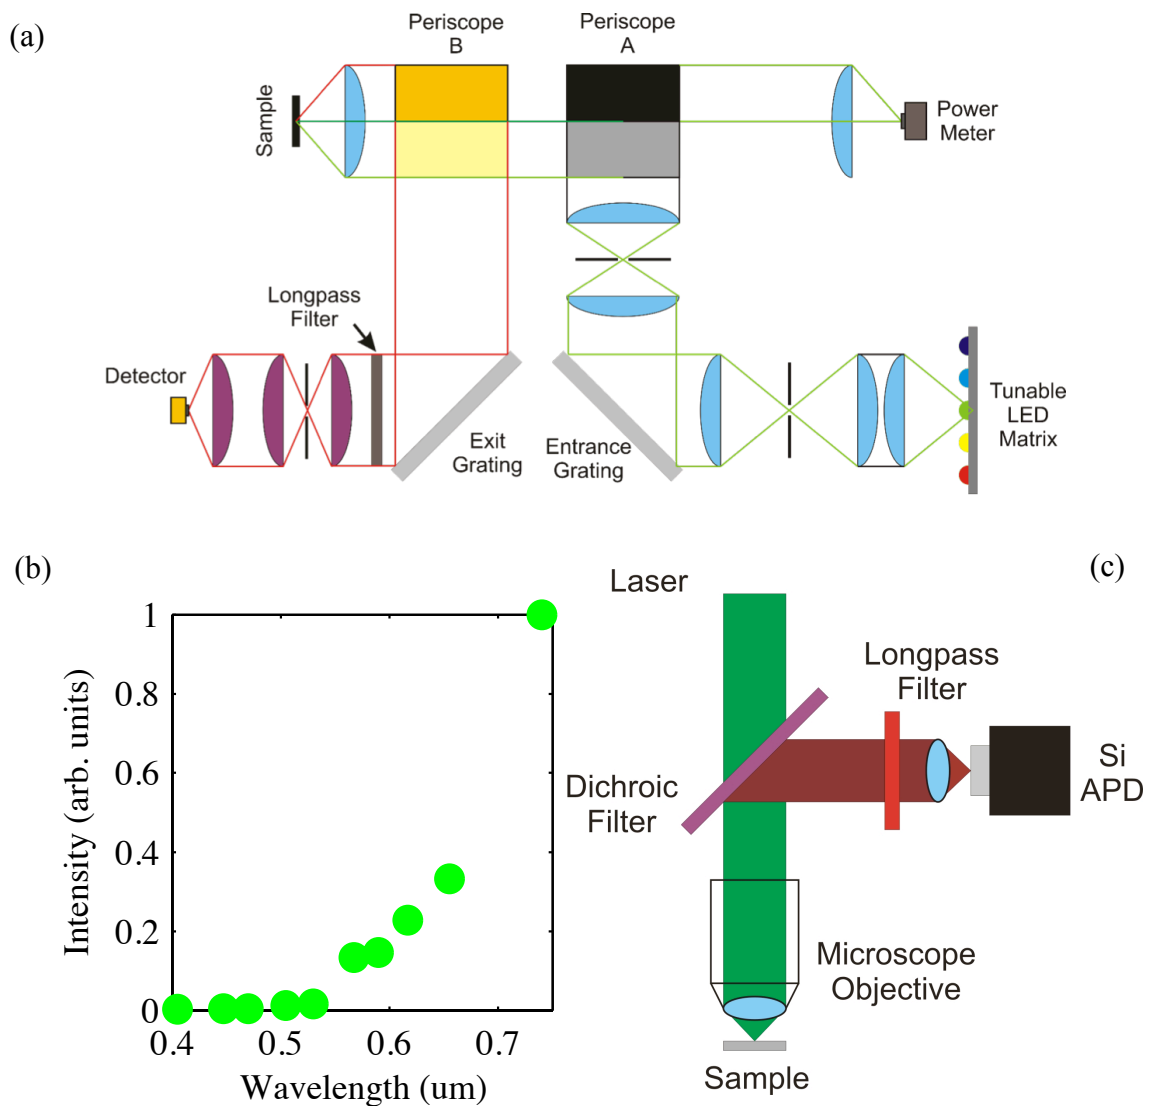 (a)
Periscope
B
Periscope
A
Sample
Power
Meter
Longpass
Filter
Detector
Exit
Grating
Entrance
Grating
Tunable
LED
Matrix
(b)
1
0.8
0.6
0.4
0.2
0
Intensity (arb. units)
0.4
0.5
0.6
0.7
Wavelength (um)
(c)
Laser
Longpass
Filter
Dichroic
Filter
Si
APD
Microscope
Objective
Sample